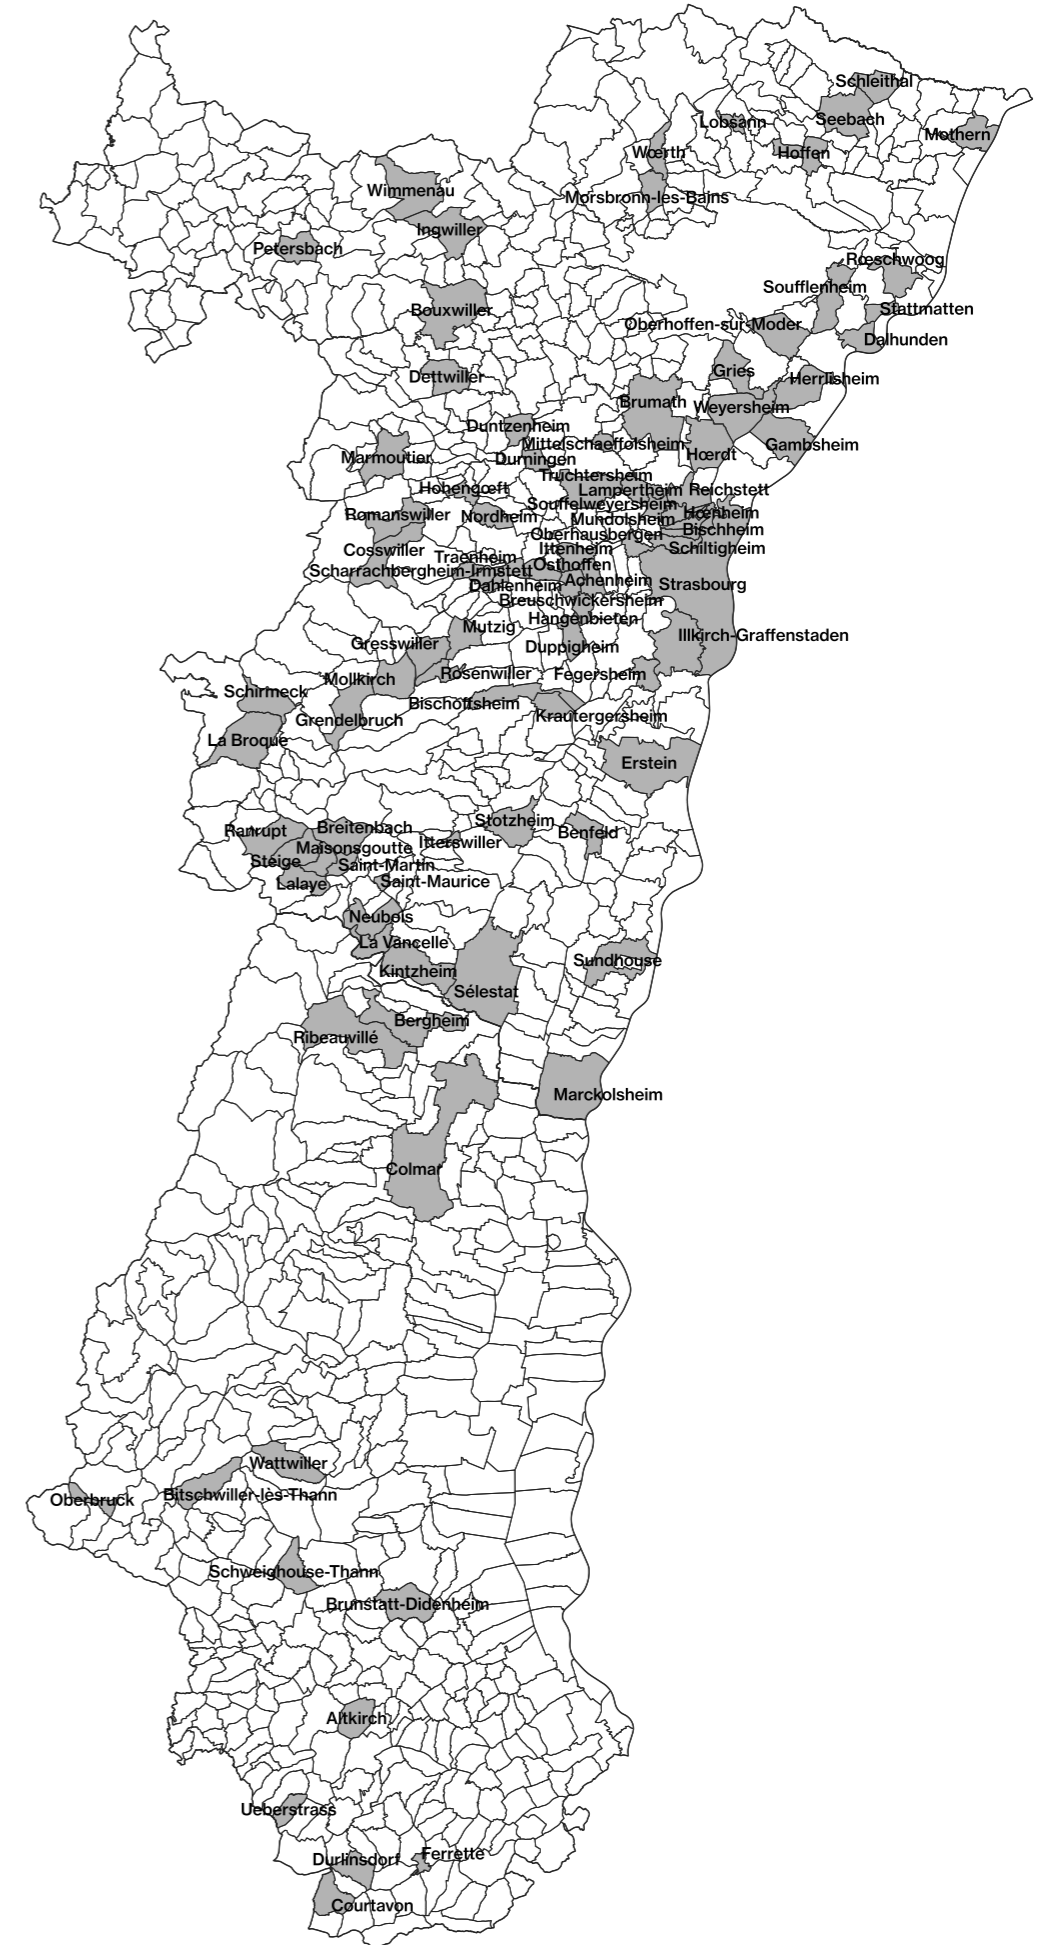 Schleithal
Seebach
Lobsann
Mothern
Wœrth
Hoffen
Wimmenau
Morsbronn-les-Bains
Ingwiller
Petersbach
Rœschwoog
Soufflenheim
Bouxwiller
Stattmatten
Oberhoffen-sur-Moder
Dalhunden
Gries
Dettwiller
Herrlisheim
Brumath
Weyersheim
Duntzenheim
Mittelschaeffolsheim
Gambsheim
Hœrdt
Marmoutier
Durningen
Truchtersheim
Hohengœft
Lampertheim
Reichstett
Souffelweyersheim
Romanswiller
Nordheim
Hœnheim
Mundolsheim
Bischheim
Oberhausbergen
Cosswiller
Ittenheim
Schiltigheim
Traenheim
Osthoffen
Scharrachbergheim-Irmstett
Achenheim
Strasbourg
Dahlenheim
Breuschwickersheim
Hangenbieten
Mutzig
Illkirch-Graffenstaden
Gresswiller
Duppigheim
Rosenwiller
Fegersheim
Mollkirch
Schirmeck
Bischoffsheim
Grendelbruch
Krautergersheim
La Broque
Erstein
Stotzheim
Ranrupt
Breitenbach
Benfeld
Itterswiller
Maisonsgoutte
Steige
Saint-Martin
Lalaye
Saint-Maurice
Neubois
La Vancelle
Sundhouse
Kintzheim
Sélestat
Bergheim
Ribeauvillé
Marckolsheim
Colmar
Wattwiller
Bitschwiller-lès-Thann
Oberbruck
Schweighouse-Thann
Brunstatt-Didenheim
Altkirch
Ueberstrass
Ferrette
Durlinsdorf
Courtavon